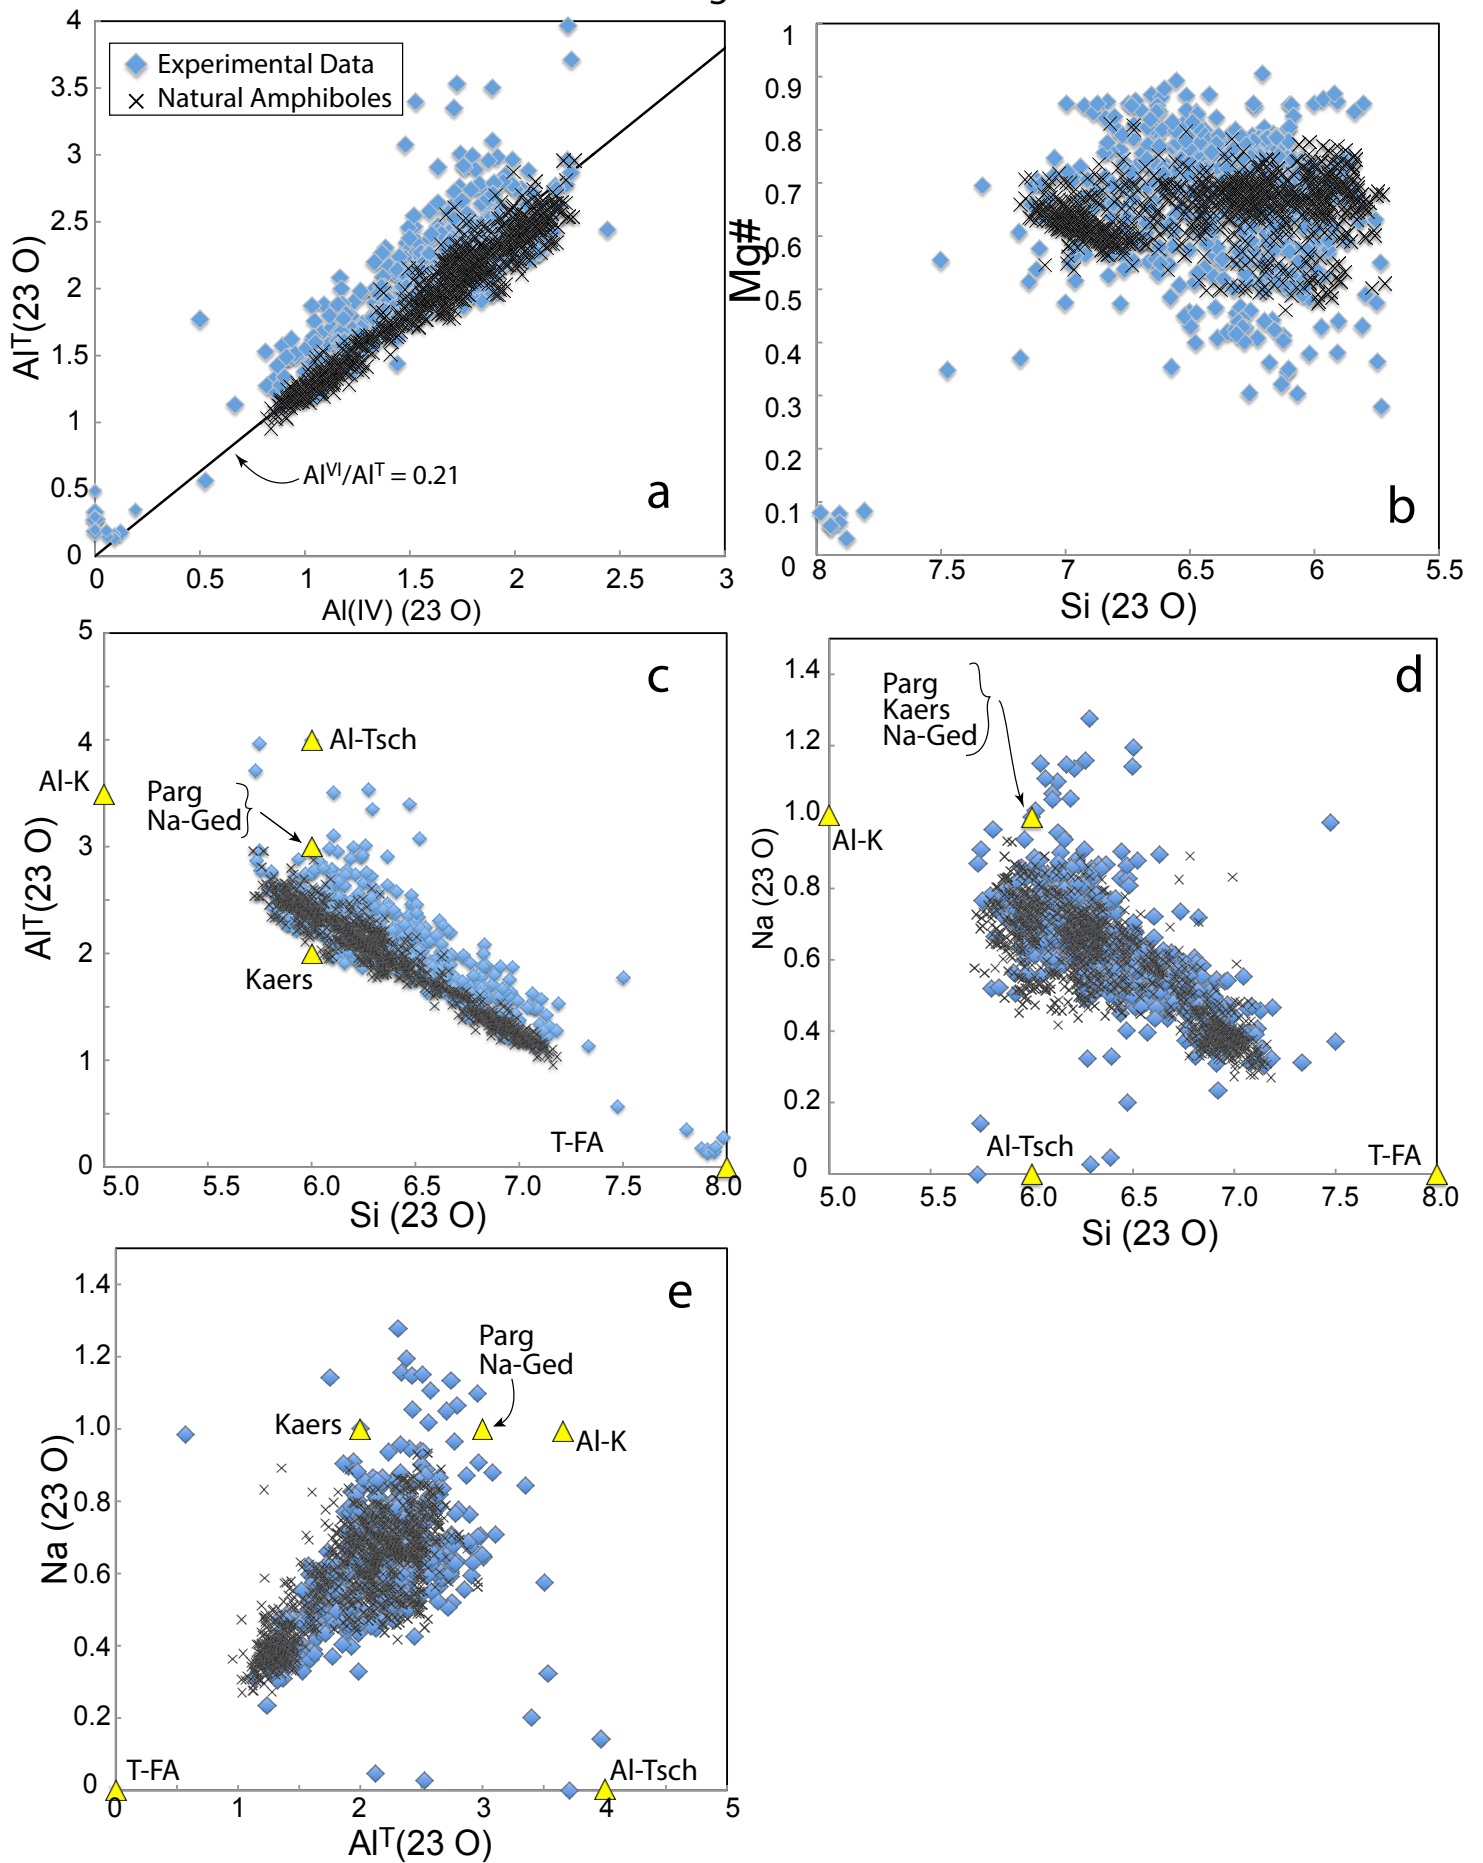 g
4
3.5
3
2.5
2
1.5
1
0.5
0
Al^T(23 O)
Experimental Data
Natural Amphiboles
Al^VI/Al^T = 0.21
a
0 0.5 1 1.5 2 2.5 3
Al(IV) (23 O)
1
0.9
0.8
0.7
0.6
0.5
0.4
0.3
0.2
0.1
0
Mg#
b
8 7.5 7 6.5 6 5.5
Si (23 O)
5
4
3
2
1
0
Al^T(23 O)
c
Al-Tsch
Al-K
Parg
Na-Ged
Kaers
T-FA
5.0 5.5 6.0 6.5 7.0 7.5 8.0
Si (23 O)
1.4
1.2
1.0
0.8
0.6
0.4
0.2
0
Na (23 O)
d
Parg
Kaers
Na-Ged
Al-K
Al-Tsch
T-FA
5.0 5.5 6.0 6.5 7.0 7.5 8.0
Si (23 O)
1.4
1.2
1.0
0.8
0.6
0.4
0.2
0
Na (23 O)
e
Parg
Na-Ged
Kaers
Al-K
T-FA
Al-Tsch
0 1 2 3 4 5
Al^T(23 O)